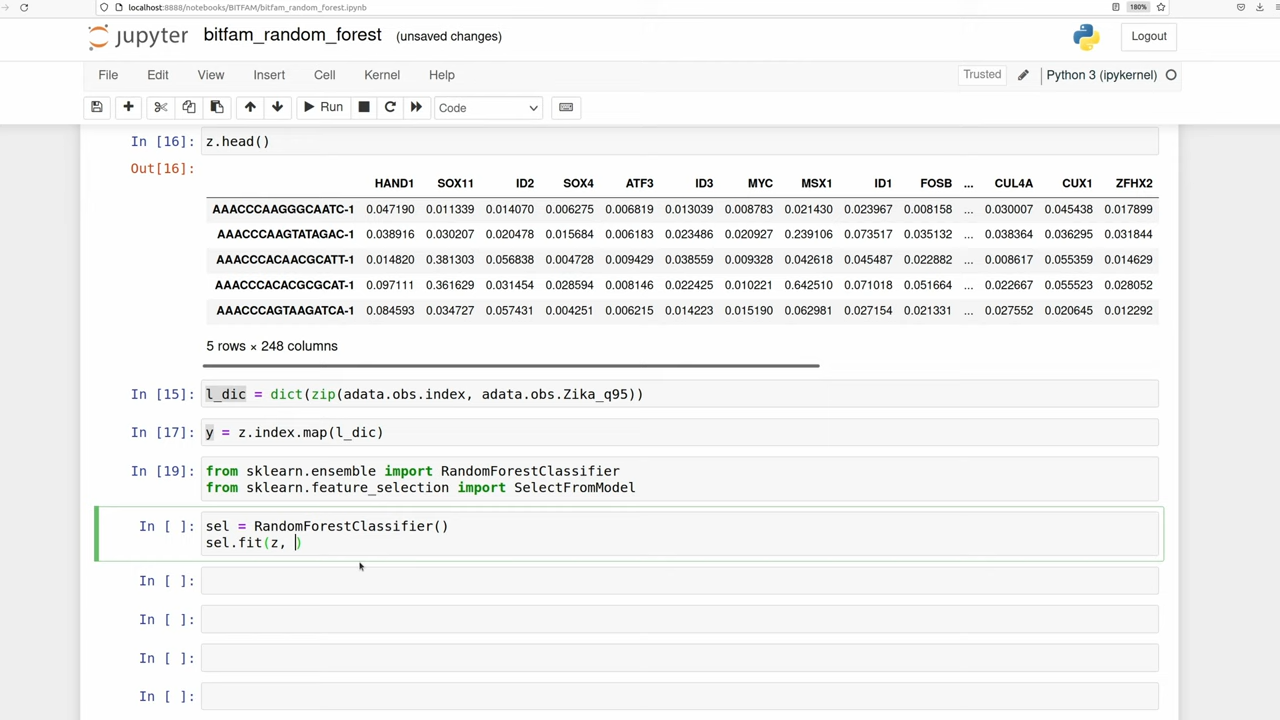 localhost:8888/notebooks/BITFAM/bitfam_random_forest.ipynb 180%
jupyter bitfam_random_forest (unsaved changes) Logout
File Edit View Insert Cell Kernel Help Trusted Python 3 (ipykernel)
Run Code
In [16]: z.head()
Out[16]:
HAND1 SOX11 ID2 SOX4 ATF3 ID3 MYC MSX1 ID1 FOSB ... CUL4A CUX1 ZFHX2
AAACCCAAGGGCAATC-1 0.047190 0.011339 0.014070 0.006275 0.006819 0.013039 0.008783 0.021430 0.023967 0.008158 ... 0.030007 0.045438 0.017899
AAACCCAAGTATAGAC-1 0.038916 0.030207 0.020478 0.015684 0.006183 0.023486 0.020927 0.239106 0.073517 0.035132 ... 0.038364 0.036295 0.031844
AAACCCACAACGCATT-1 0.014820 0.381303 0.056838 0.004728 0.009429 0.038559 0.009328 0.042618 0.045487 0.022882 ... 0.008617 0.055359 0.014629
AAACCCACACGCGCAT-1 0.097111 0.361629 0.031454 0.028594 0.008146 0.022425 0.010221 0.642510 0.071018 0.051664 ... 0.022667 0.055523 0.028052
AAACCCAGTAAGATCA-1 0.084593 0.034727 0.057431 0.004251 0.006215 0.014223 0.015190 0.062981 0.027154 0.021331 ... 0.027552 0.020645 0.012292
5 rows × 248 columns
In [15]: l_dic = dict(zip(adata.obs.index, adata.obs.Zika_q95))
In [17]: y = z.index.map(l_dic)
In [19]: from sklearn.ensemble import RandomForestClassifier
from sklearn.feature_selection import SelectFromModel
In [ ]: sel = RandomForestClassifier()
sel.fit(z, )
In [ ]:
In [ ]:
In [ ]:
In [ ]: